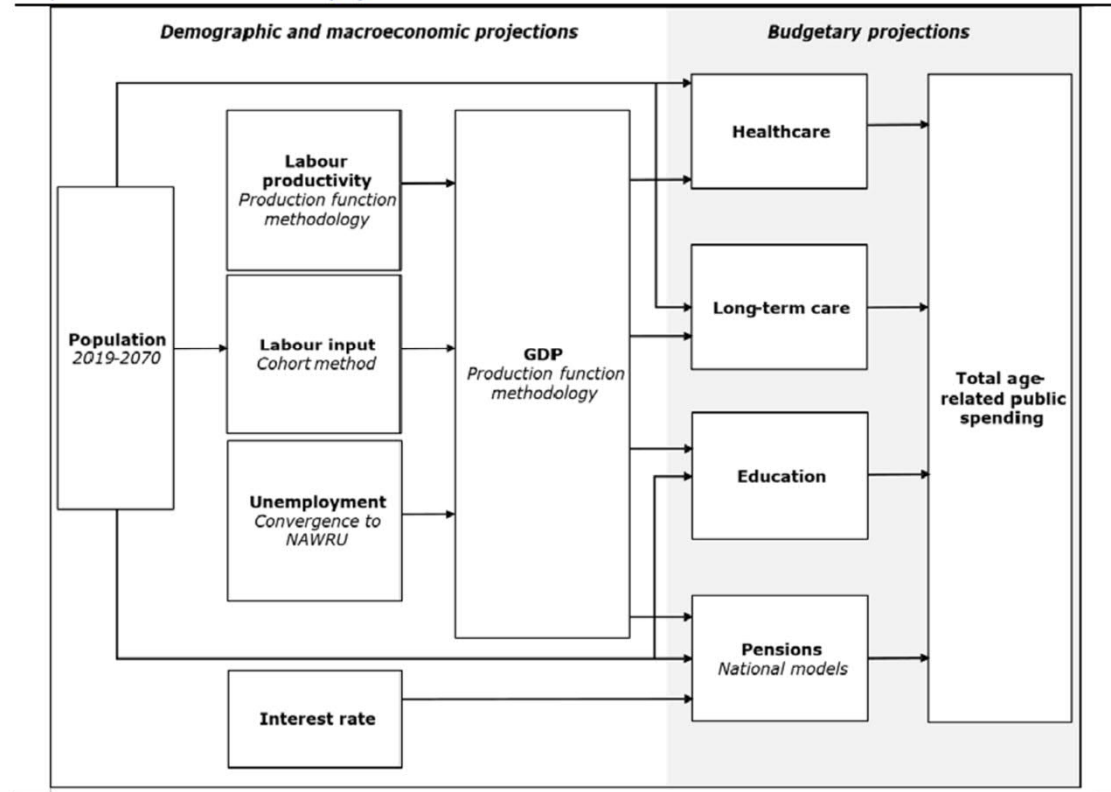 Demographic and macroeconomic projections
Budgetary projections
Population
2019-2070
Labour
productivity
Production function
methodology
Labour input
Cohort method
Unemployment
Convergence to
NAWRU
Interest rate
GDP
Production function
methodology
Healthcare
Long-term care
Education
Pensions
National models
Total age-
related public
spending